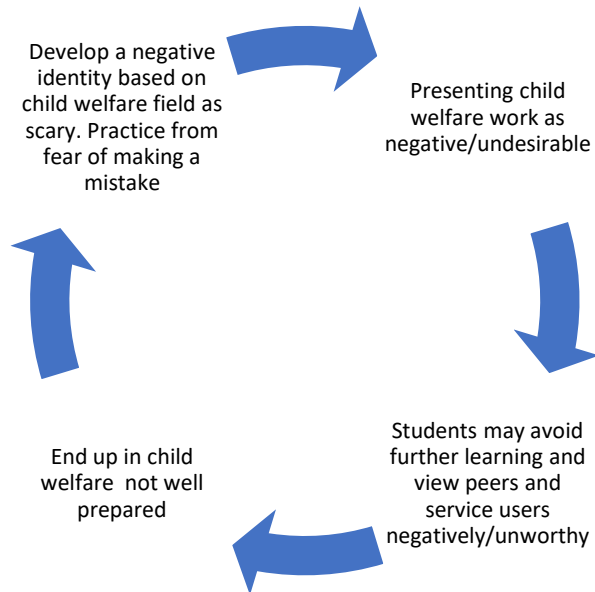 Develop a negative
identity based on
child welfare field as
scary. Practice from
fear of making a
mistake
Presenting child
welfare work as
negative/undesirable
Students may avoid
further learning and
view peers and
service users
negatively/unworthy
End up in child
welfare  not well
prepared